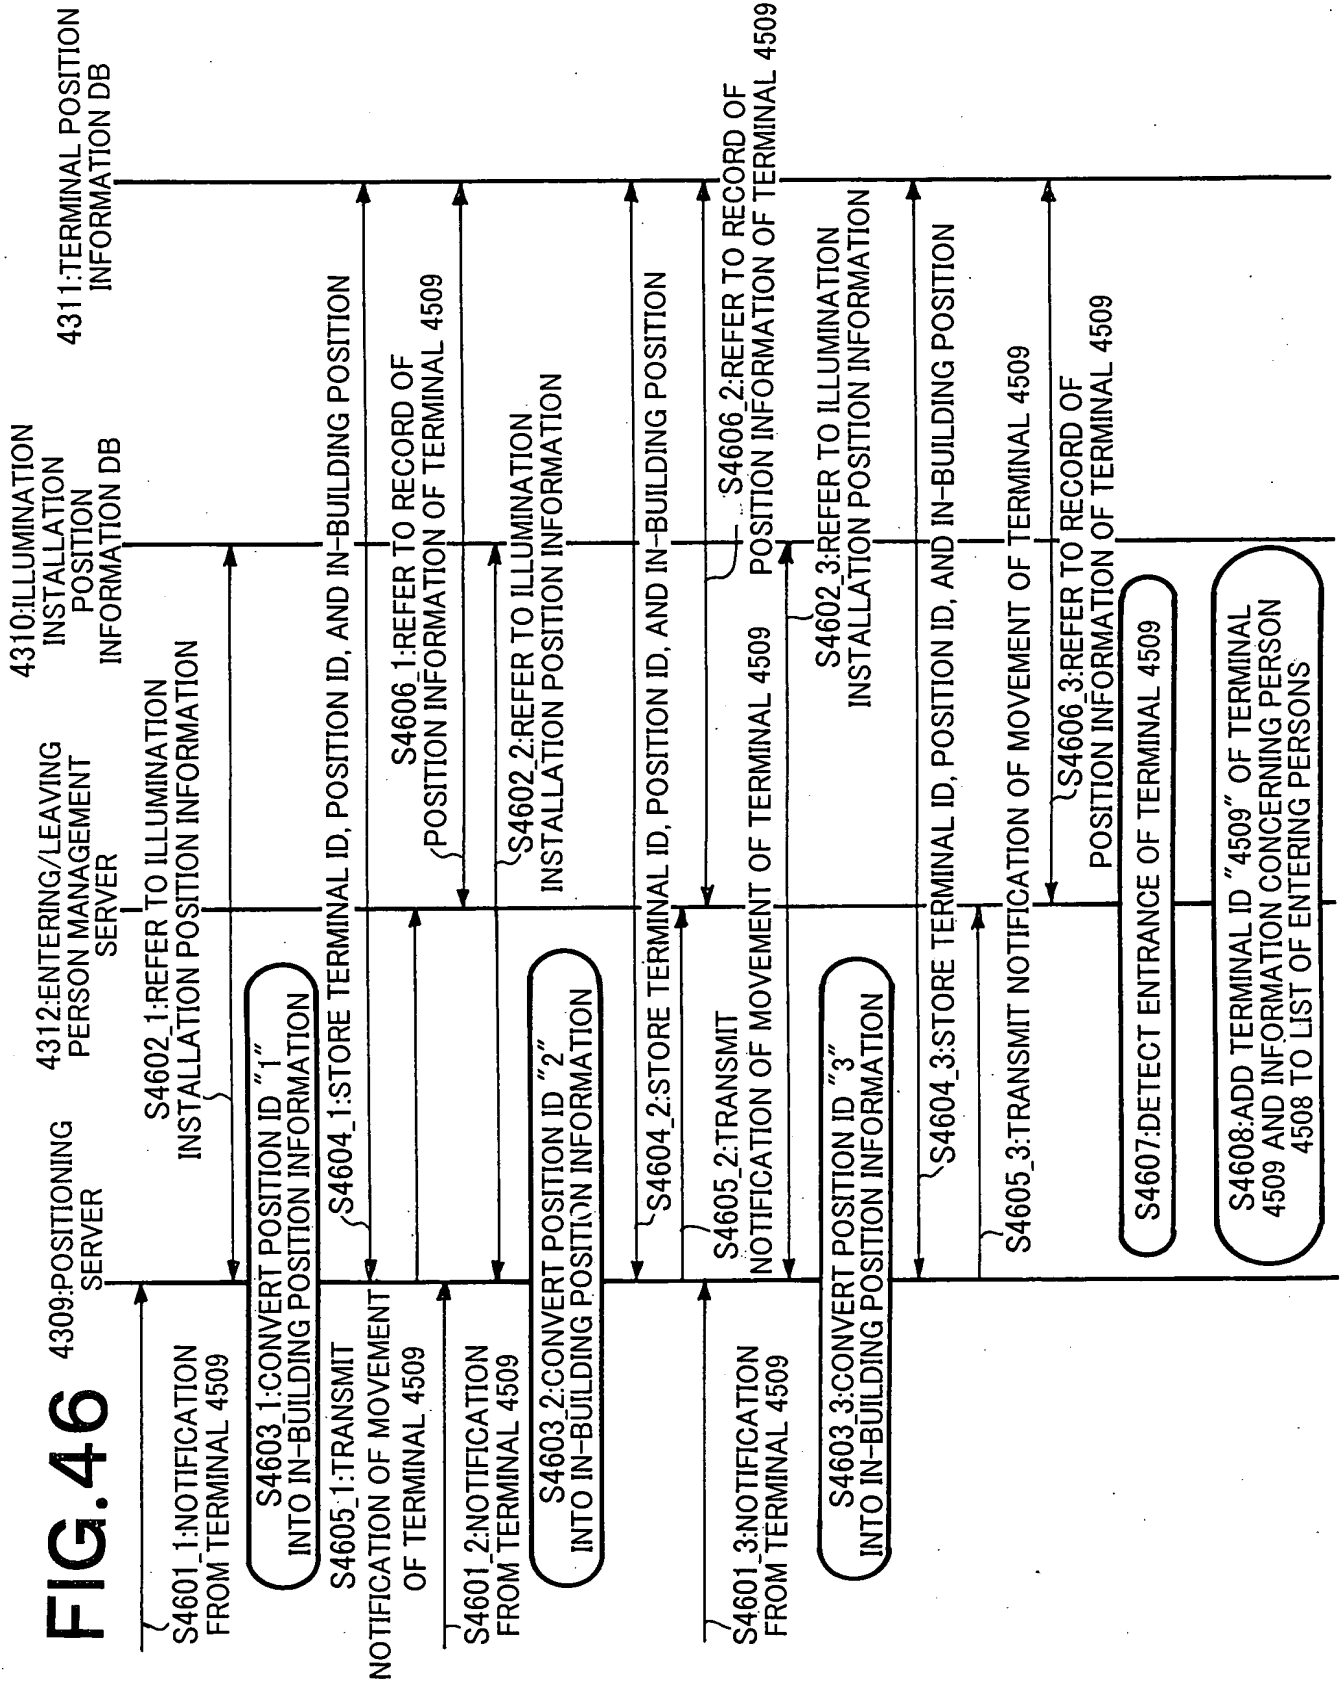 FIG.46
4309:POSITIONING
SERVER
4312:ENTERING/LEAVING
PERSON MANAGEMENT
SERVER
4310:ILLUMINATION
INSTALLATION
POSITION
INFORMATION DB
4311:TERMINAL POSITION
INFORMATION DB
S4601_1:NOTIFICATION
FROM TERMINAL 4509
S4602_1:REFER TO ILLUMINATION
INSTALLATION POSITION INFORMATION
S4603_1:CONVERT POSITION ID "1"
INTO IN-BUILDING POSITION INFORMATION
S4604_1:STORE TERMINAL ID, POSITION ID, AND IN-BUILDING POSITION
S4605_1:TRANSMIT
NOTIFICATION OF MOVEMENT
OF TERMINAL 4509
S4606_1:REFER TO RECORD OF
POSITION INFORMATION OF TERMINAL 4509
S4601_2:NOTIFICATION
FROM TERMINAL 4509
S4602_2:REFER TO ILLUMINATION
INSTALLATION POSITION INFORMATION
S4603_2:CONVERT POSITION ID "2"
INTO IN-BUILDING POSITION INFORMATION
S4604_2:STORE TERMINAL ID, POSITION ID, AND IN-BUILDING POSITION
S4605_2:TRANSMIT
NOTIFICATION OF MOVEMENT OF TERMINAL 4509
S4606_2:REFER TO RECORD OF
POSITION INFORMATION OF TERMINAL 4509
S4601_3:NOTIFICATION
FROM TERMINAL 4509
S4602_3:REFER TO ILLUMINATION
INSTALLATION POSITION INFORMATION
S4603_3:CONVERT POSITION ID "3"
INTO IN-BUILDING POSITION INFORMATION
S4604_3:STORE TERMINAL ID, POSITION ID, AND IN-BUILDING POSITION
S4605_3:TRANSMIT NOTIFICATION OF MOVEMENT OF TERMINAL 4509
S4606_3:REFER TO RECORD OF
POSITION INFORMATION OF TERMINAL 4509
S4607:DETECT ENTRANCE OF TERMINAL 4509
S4608:ADD TERMINAL ID "4509" OF TERMINAL
4509 AND INFORMATION CONCERNING PERSON
4508 TO LIST OF ENTERING PERSONS